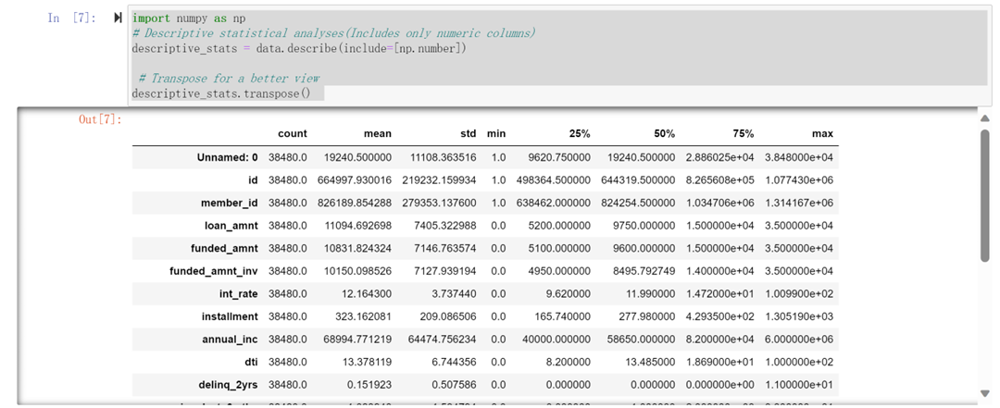 In [7]:
import numpy as np
# Descriptive statistical analyses(Includes only numeric columns)
descriptive_stats = data.describe(include=[np.number])
# Transpose for a better view
descriptive_stats.transpose()
Out[7]:
count mean std min 25% 50% 75% max
Unnamed: 0 38480.0 19240.500000 11108.363516 1.0 9620.750000 19240.500000 2.886025e+04 3.848000e+04
id 38480.0 664997.930016 219232.159934 1.0 498364.500000 644319.500000 8.265608e+05 1.077430e+06
member_id 38480.0 826189.854288 279353.137600 1.0 638462.000000 824254.500000 1.034706e+06 1.314167e+06
loan_amnt 38480.0 11094.692698 7405.322988 0.0 5200.000000 9750.000000 1.500000e+04 3.500000e+04
funded_amnt 38480.0 10831.824324 7146.763574 0.0 5100.000000 9600.000000 1.500000e+04 3.500000e+04
funded_amnt_inv 38480.0 10150.098526 7127.939194 0.0 4950.000000 8495.792749 1.400000e+04 3.500000e+04
int_rate 38480.0 12.164300 3.737440 0.0 9.620000 11.990000 1.472000e+01 1.009900e+02
installment 38480.0 323.162081 209.086506 0.0 165.740000 277.980000 4.293500e+02 1.305190e+03
annual_inc 38480.0 68994.771219 64474.756234 0.0 40000.000000 58650.000000 8.200000e+04 6.000000e+06
dti 38480.0 13.378119 6.744356 0.0 8.200000 13.485000 1.869000e+01 1.000000e+02
delinq_2yrs 38480.0 0.151923 0.507586 0.0 0.000000 0.000000 0.000000e+00 1.100000e+01